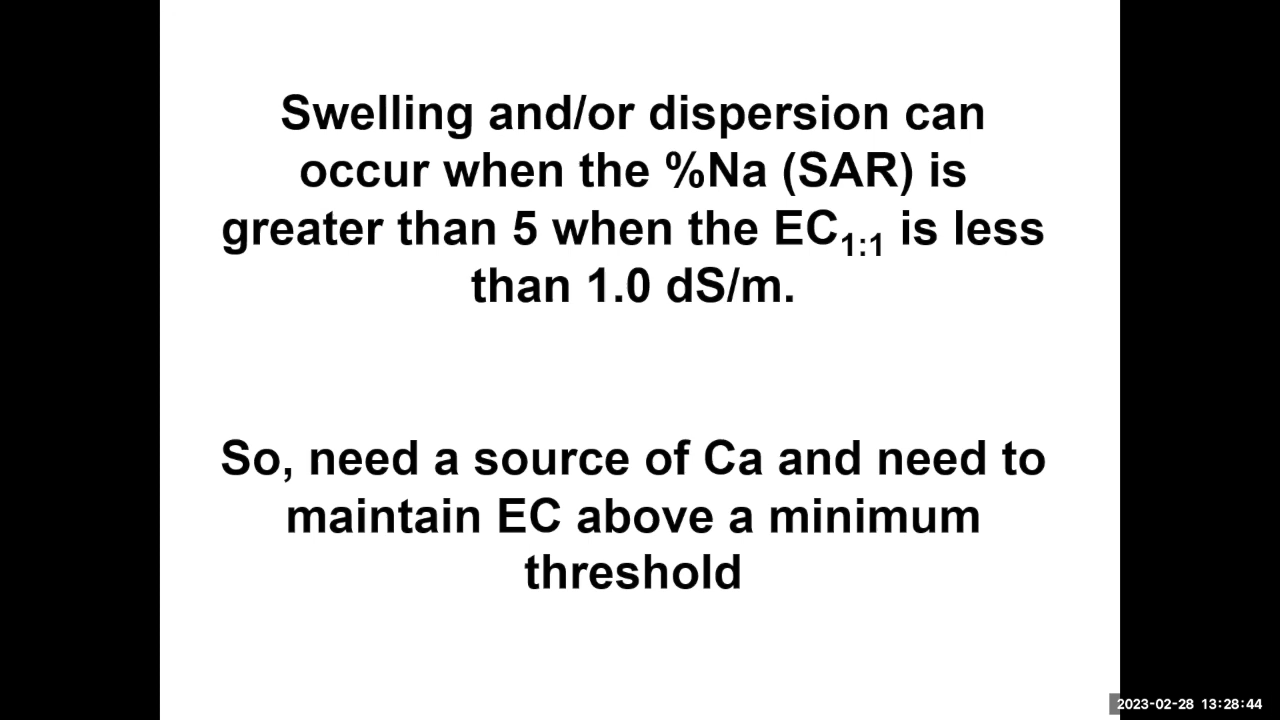 Swelling and/or dispersion can
occur when the %Na (SAR) is
greater than 5 when the EC1:1 is less
than 1.0 dS/m.
So, need a source of Ca and need to
maintain EC above a minimum
threshold
2023-02-28 13:28:44